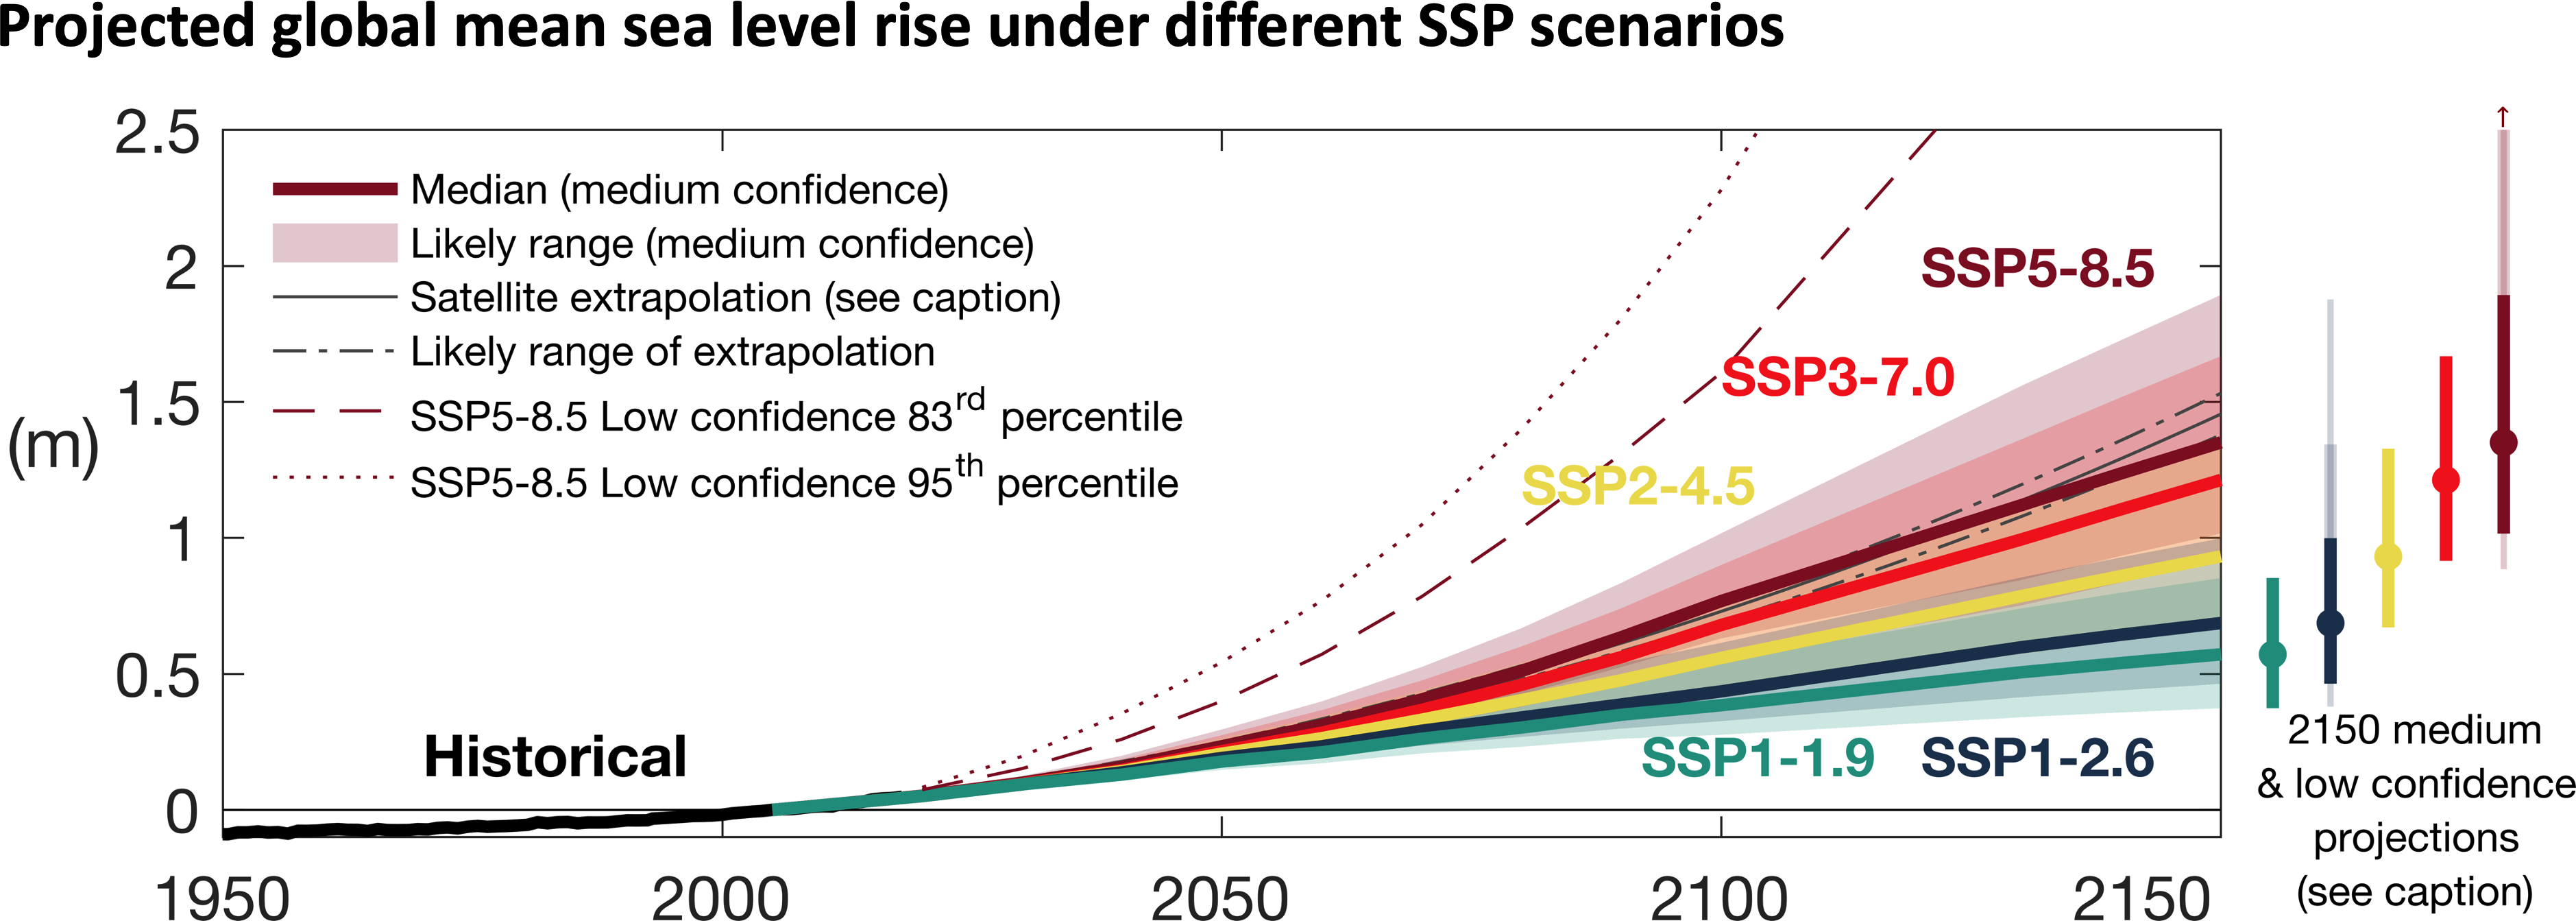 Projected global mean sea level rise under different SSP scenarios
2.5
2
1.5
1
0.5
0
(m)
Median (medium confidence)
Likely range (medium confidence)
Satellite extrapolation (see caption)
Likely range of extrapolation
SSP5-8.5 Low confidence 83rd percentile
SSP5-8.5 Low confidence 95th percentile
SSP5-8.5
SSP3-7.0
SSP2-4.5
Historical
SSP1-1.9
SSP1-2.6
1950
2000
2050
2100
2150
2150 medium
& low confidence
projections
(see caption)